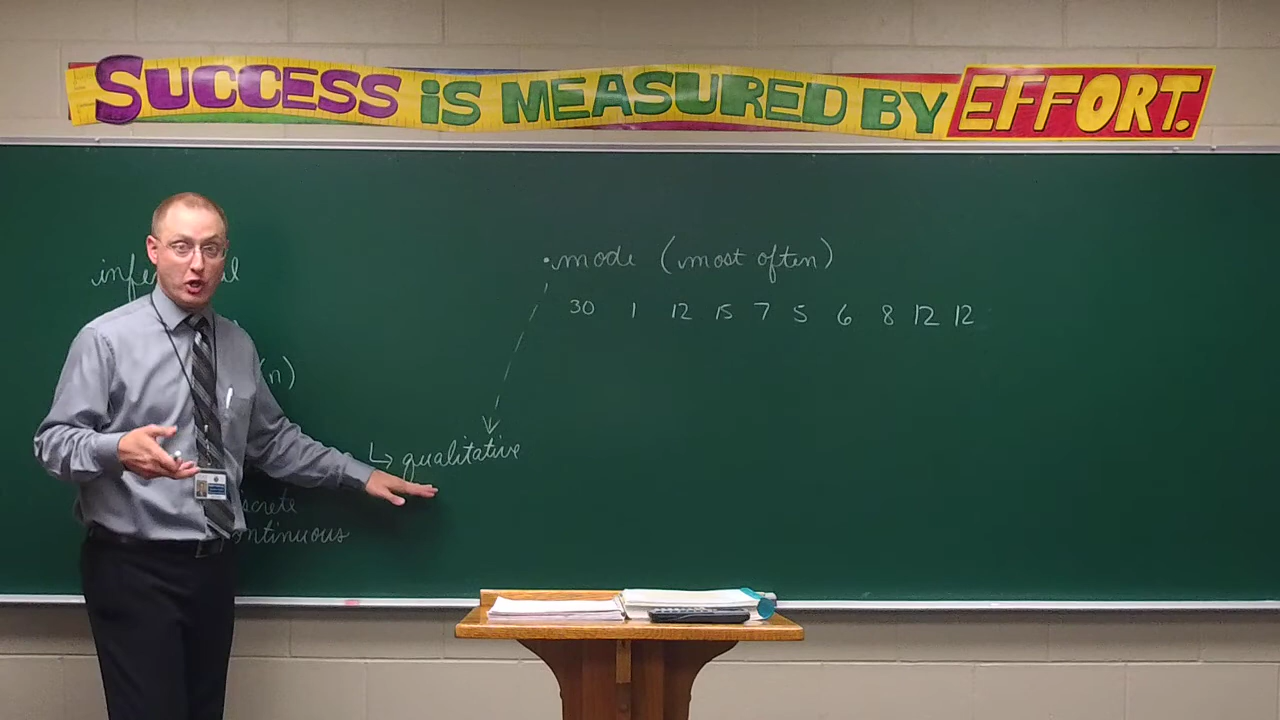 SUCCESS IS MEASURED BY EFFORT.
• mode (most often)
30 1 12 15 7 5 6 8 12 12
(n)
↳ qualitative
continuous